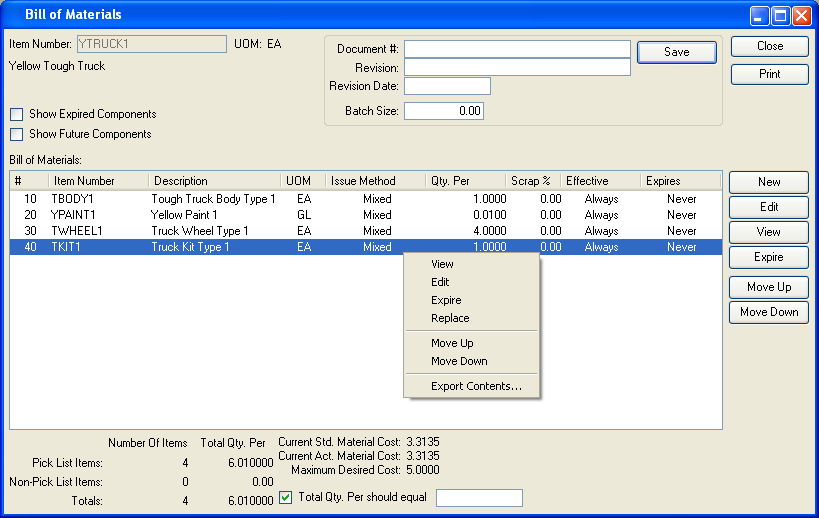 Bill of Materials
Item Number: YTRUCK1 UOM: EA
Yellow Tough Truck
Document #:
Revision:
Revision Date:
Batch Size: 0.00
Save
Close
Print
Show Expired Components
Show Future Components
Bill of Materials:
# Item Number Description UOM Issue Method Qty. Per Scrap % Effective Expires
10 TBODY1 Tough Truck Body Type 1 EA Mixed 1.0000 0.00 Always Never
20 YPAINT1 Yellow Paint 1 GL Mixed 0.0100 0.00 Always Never
30 TWHEEL1 Truck Wheel Type 1 EA Mixed 4.0000 0.00 Always Never
40 TKIT1 Truck Kit Type 1 EA Mixed 1.0000 0.00 Always Never
View
Edit
Expire
Replace
Move Up
Move Down
Export Contents...
New
Edit
View
Expire
Move Up
Move Down
Number Of Items Total Qty. Per
Pick List Items: 4 6.010000
Non-Pick List Items: 0 0.00
Totals: 4 6.010000
Current Std. Material Cost: 3.3135
Current Act. Material Cost: 3.3135
Maximum Desired Cost: 5.0000
Total Qty. Per should equal